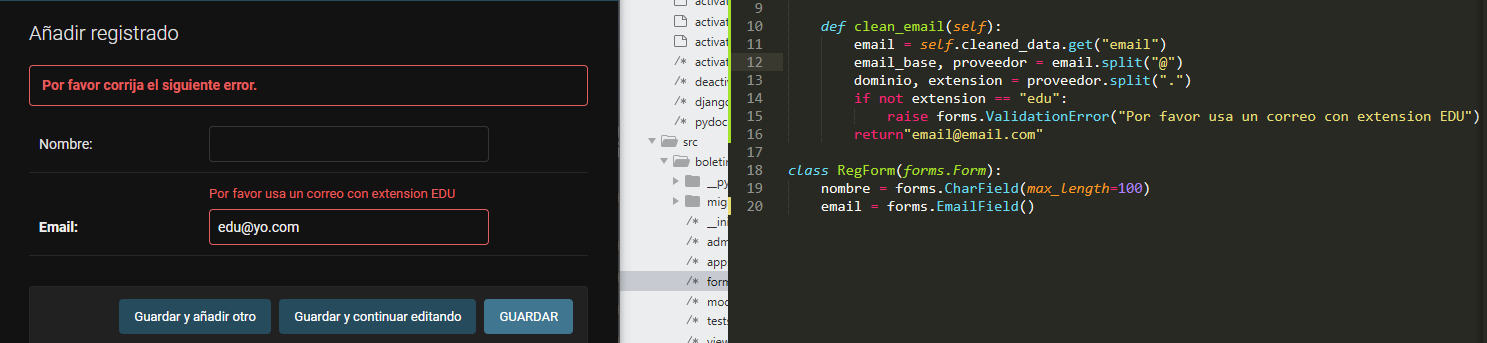 Añadir registrado
Por favor corrija el siguiente error.
Nombre:
Por favor usa un correo con extension EDU
Email:
edu@yo.com
Guardar y añadir otro
Guardar y continuar editando
GUARDAR
activat
activat
activat
/* activat
/* deactiv
/* django
/* pydoc
src
boletin
__py
mig
/* __ini
/* adm
/* app
/* form
/* mod
/* tests
/* view
9
10 def clean_email(self):
11 email = self.cleaned_data.get("email")
12 email_base, proveedor = email.split("@")
13 dominio, extension = proveedor.split(".")
14 if not extension == "edu":
15 raise forms.ValidationError("Por favor usa un correo con extension EDU")
16 return"email@email.com"
17
18 class RegForm(forms.Form):
19 nombre = forms.CharField(max_length=100)
20 email = forms.EmailField()